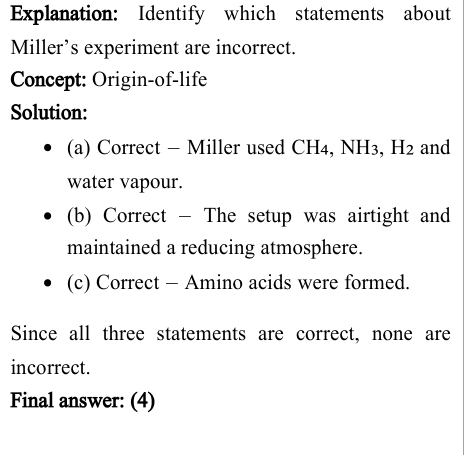 Explanation: Identify which statements about
Miller's experiment are incorrect.
Concept: Origin-of-life
Solution:
• (a) Correct – Miller used CH₄, NH₃, H₂ and
water vapour.
• (b) Correct – The setup was airtight and
maintained a reducing atmosphere.
• (c) Correct – Amino acids were formed.
Since all three statements are correct, none are
incorrect.
Final answer: (4)